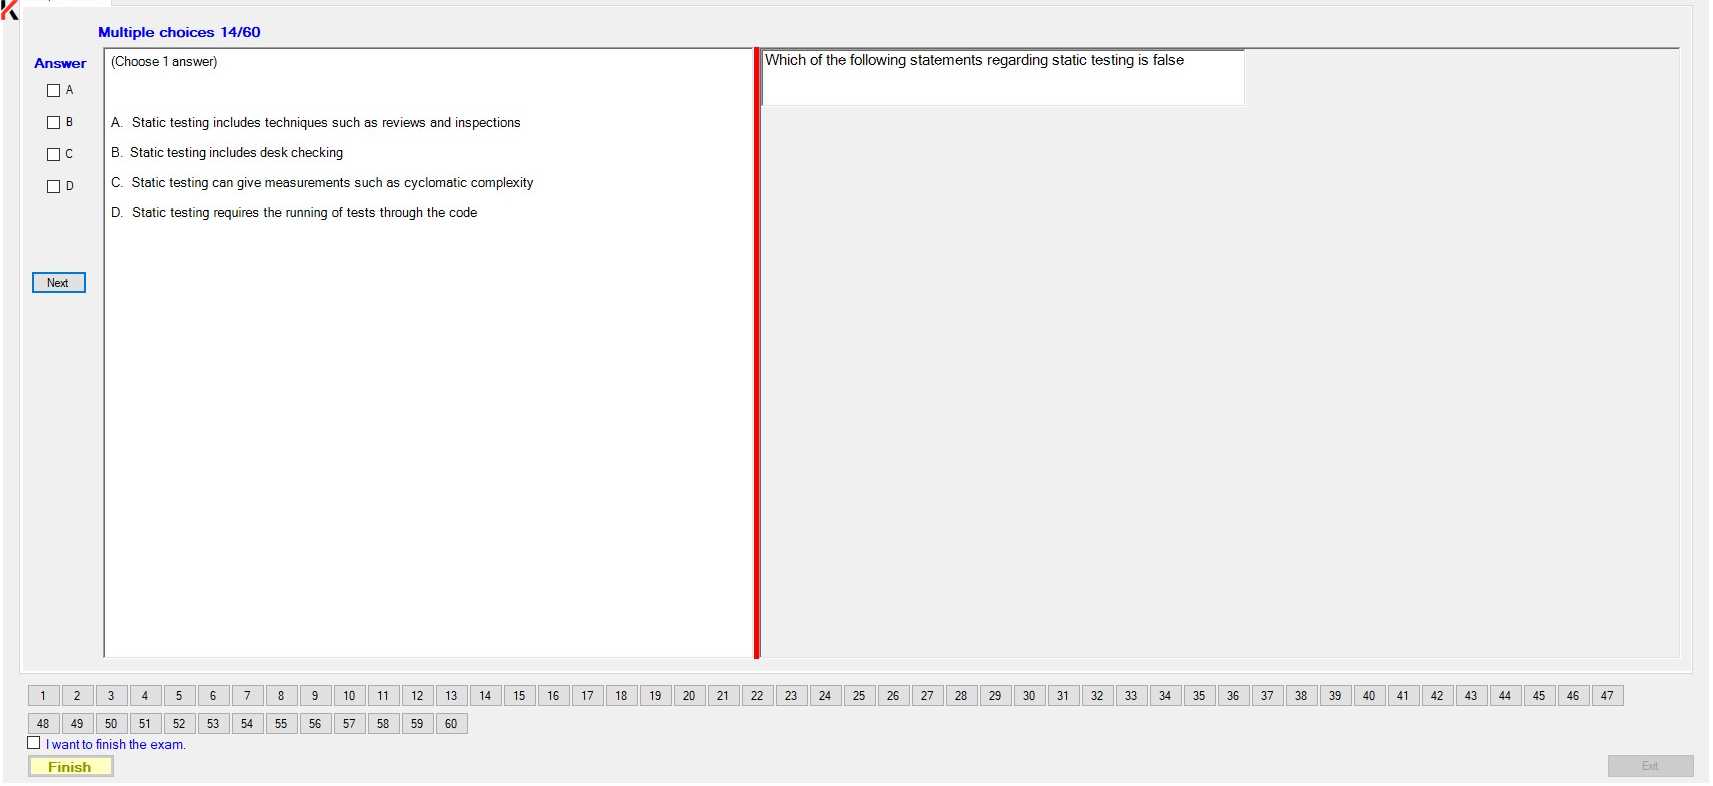 Multiple choices 14/60
Answer
(Choose 1 answer)
Which of the following statements regarding static testing is false
A
B
C
D
A. Static testing includes techniques such as reviews and inspections
B. Static testing includes desk checking
C. Static testing can give measurements such as cyclomatic complexity
D. Static testing requires the running of tests through the code
Next
1 2 3 4 5 6 7 8 9 10 11 12 13 14 15 16 17 18 19 20 21 22 23 24 25 26 27 28 29 30 31 32 33 34 35 36 37 38 39 40 41 42 43 44 45 46 47
48 49 50 51 52 53 54 55 56 57 58 59 60
I want to finish the exam.
Finish
Exit